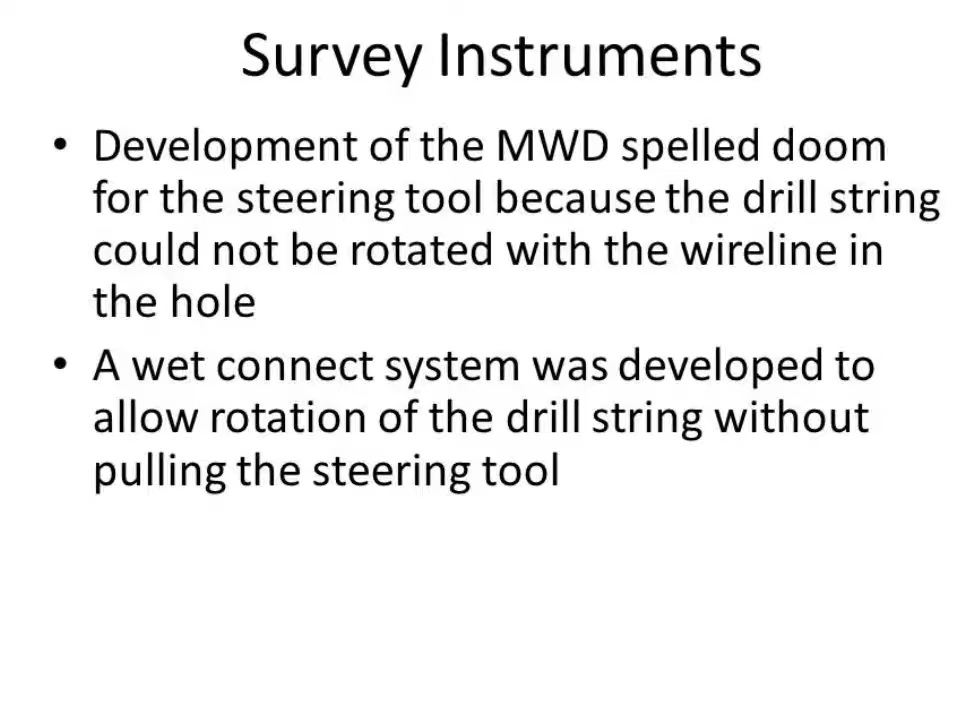 Survey Instruments
• Development of the MWD spelled doom
for the steering tool because the drill string
could not be rotated with the wireline in
the hole
• A wet connect system was developed to
allow rotation of the drill string without
pulling the steering tool